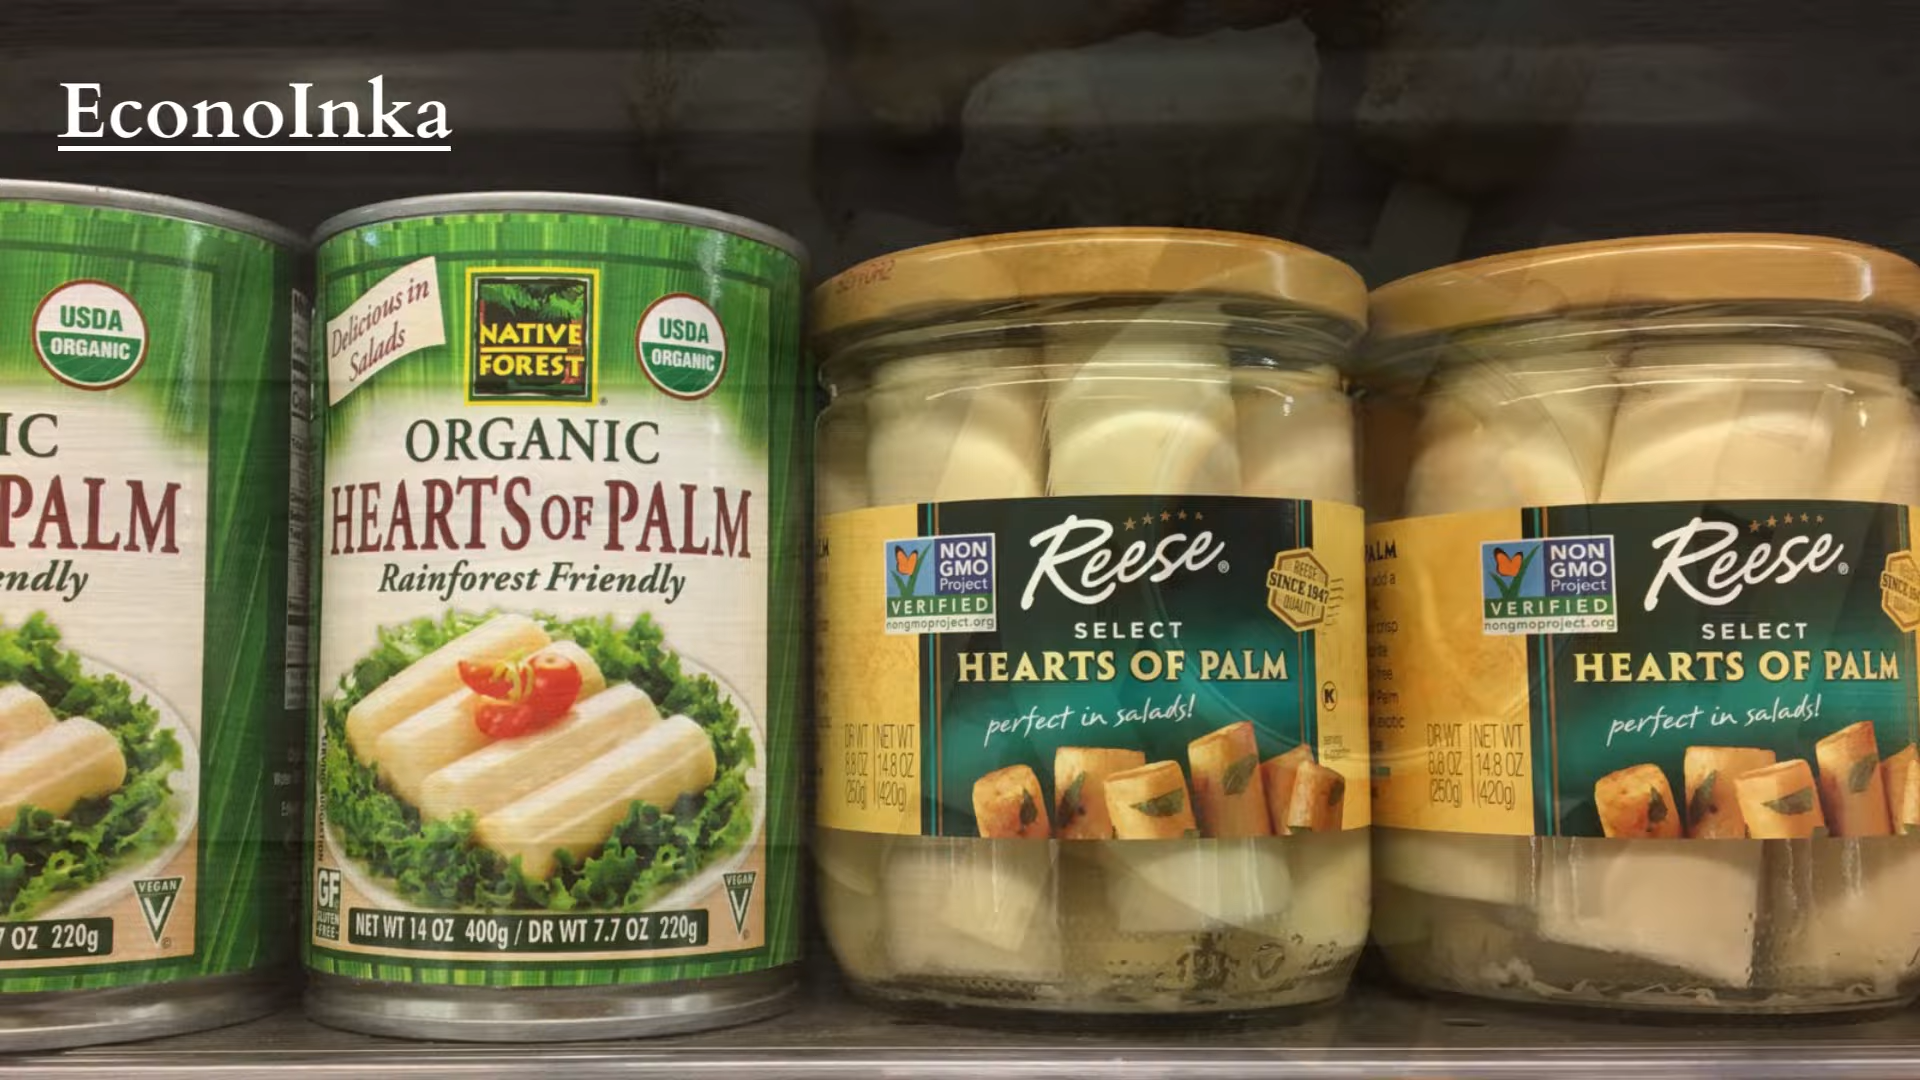 EconoInka
USDA
ORGANIC
IC
PALM
endly
7 OZ 220g
VEGAN
V
Delicious in
Salads
NATIVE
FOREST
USDA
ORGANIC
ORGANIC
HEARTS OF PALM
Rainforest Friendly
GF
GLUTEN
-FREE-
NET WT 14 OZ 400g / DR WT 7.7 OZ 220g
VEGAN
V
NON
GMO
Project
VERIFIED
nongmoproject.org
Reese®
REESE
SINCE 1947
QUALITY
SELECT
HEARTS OF PALM
perfect in salads!
K
DR WT NET WT
8.8 OZ 14.8 OZ
(250g) (420g)
PALM
NON
GMO
Project
VERIFIED
nongmoproject.org
Reese®
SELECT
HEARTS OF PALM
perfect in salads!
DR WT NET WT
8.8 OZ 14.8 OZ
(250g) (420g)